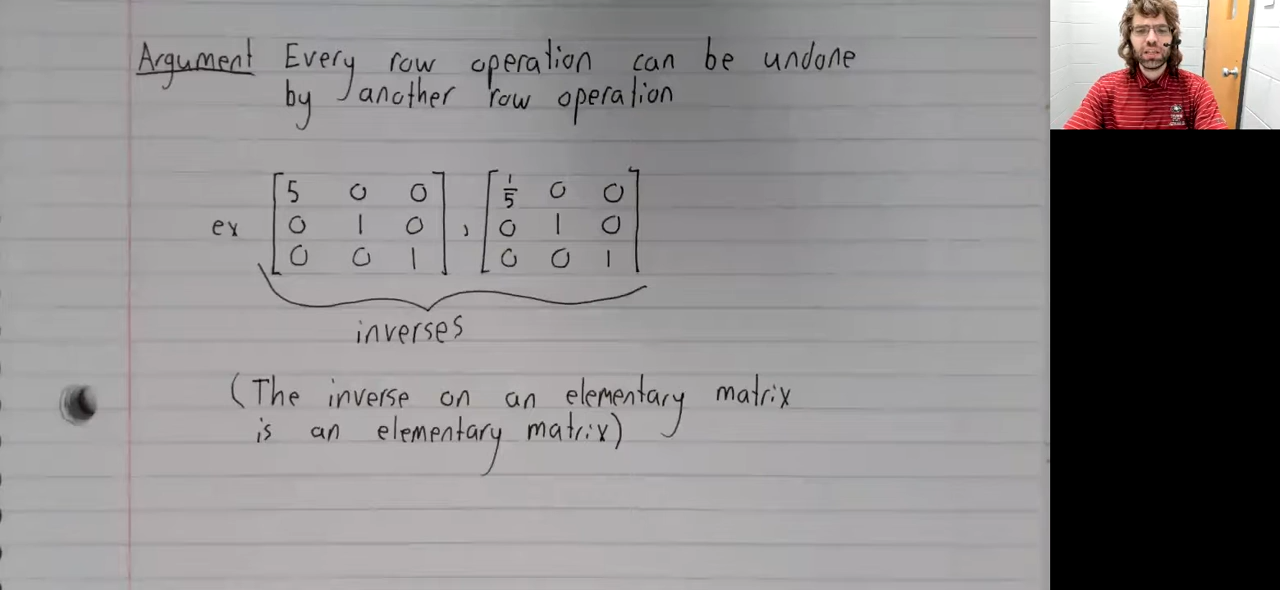 Argument Every row operation can be undone
by another row operation
ex [5 0 0
0 1 0
0 0 1] , [1/5 0 0
0 1 0
0 0 1]
inverses
(The inverse on an elementary matrix
is an elementary matrix)